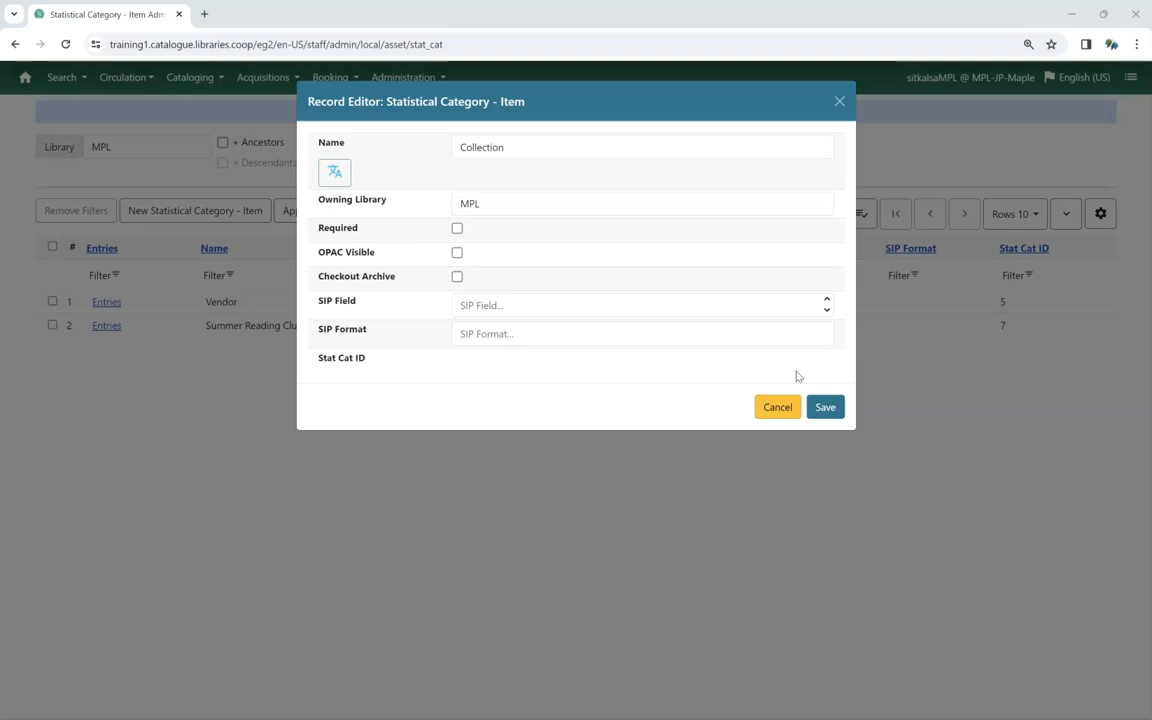 Statistical Category - Item Adm
training1.catalogue.libraries.coop/eg2/en-US/staff/admin/local/asset/stat_cat
Search Circulation Cataloging Acquisitions Booking Administration sitkalsaMPL @ MPL-JP-Maple English (US)
Record Editor: Statistical Category - Item
Library MPL + Ancestors
+ Descendants
Name Collection
Owning Library MPL
Required
OPAC Visible
Checkout Archive
SIP Field SIP Field...
SIP Format SIP Format...
Stat Cat ID
Cancel Save
Remove Filters New Statistical Category - Item Rows 10
# Entries Name SIP Format Stat Cat ID
Filter Filter Filter Filter
1 Entries Vendor 5
2 Entries Summer Reading Clu 7